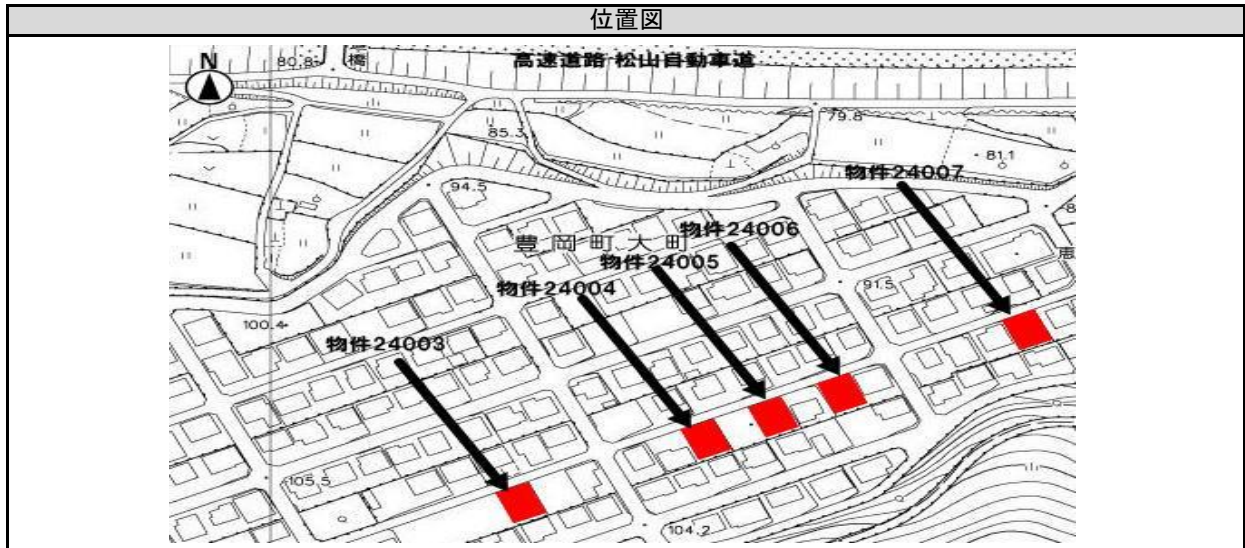 位置図
N
80.8
橋
高速道路 松山自動車道
85.3
79.8
81.1
94.5
物件24007
豊岡町大町
物件24006
物件24005
物件24004
91.5
恵
100.4
物件24003
105.5
104.2